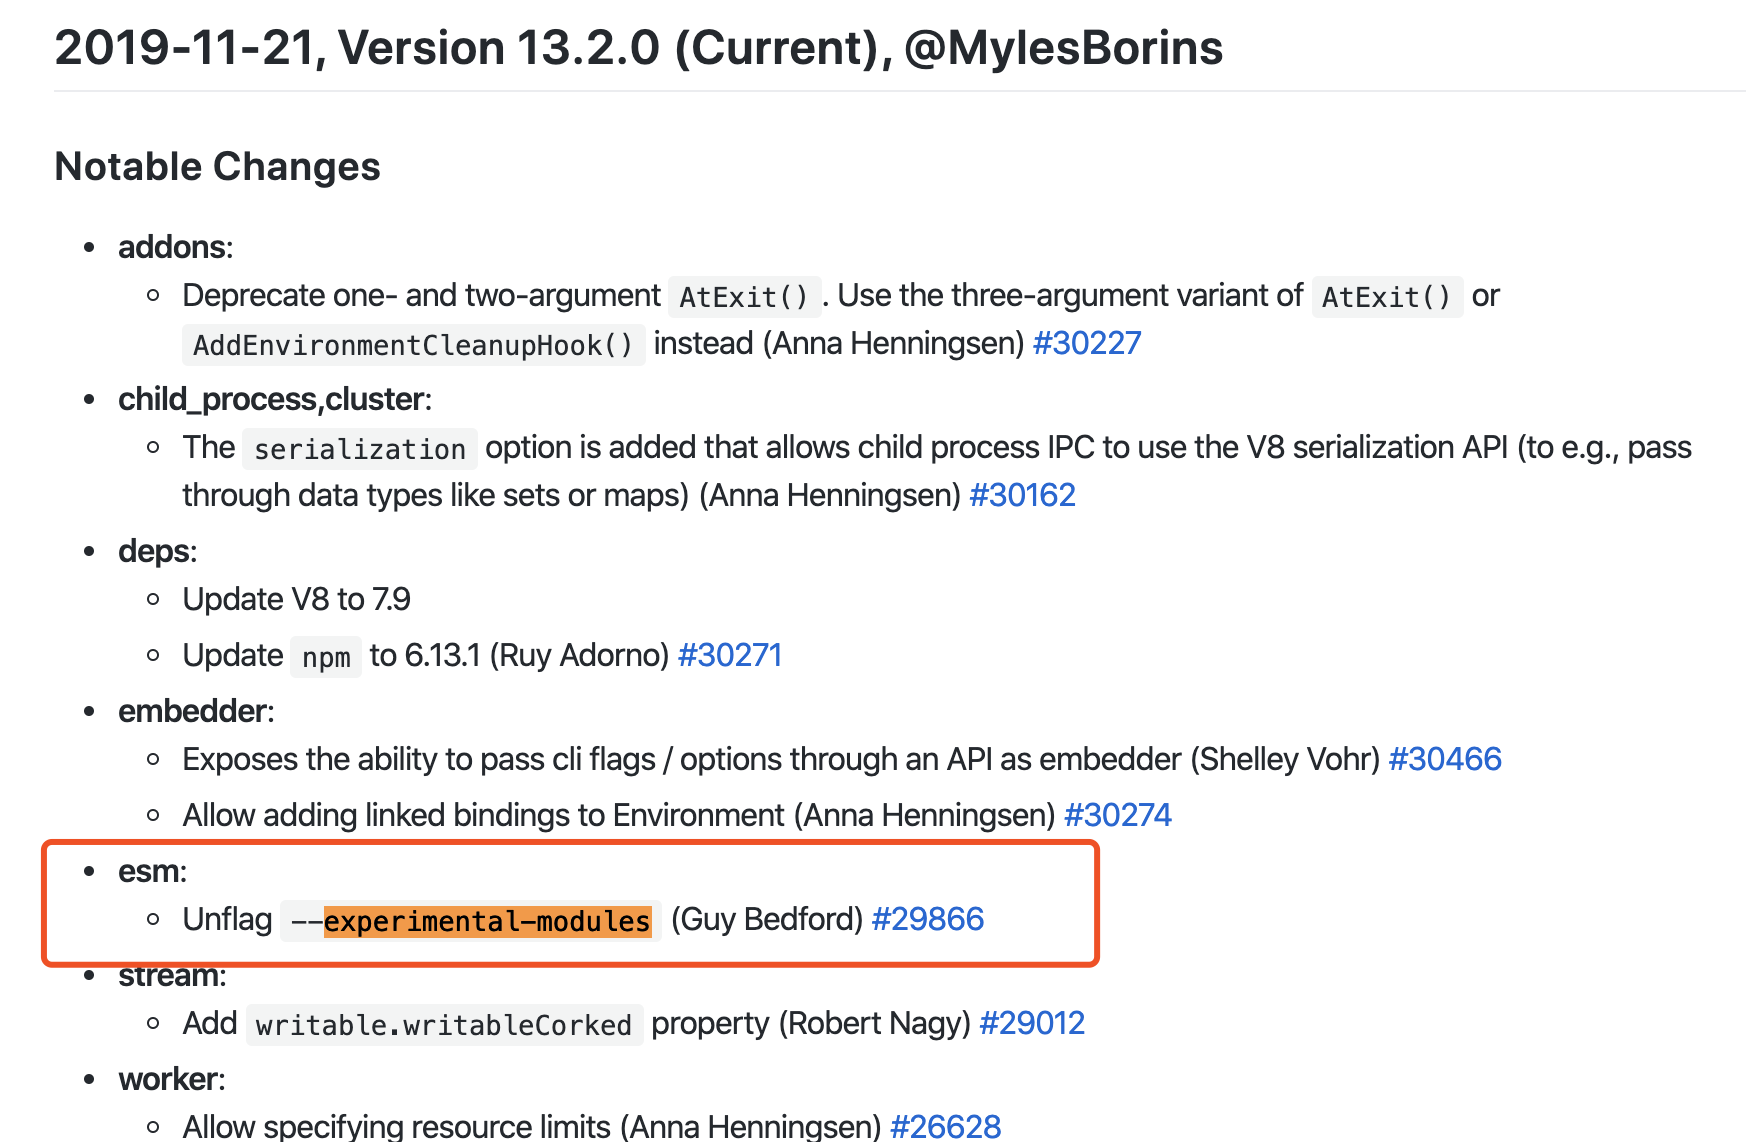 2019-11-21, Version 13.2.0 (Current), @MylesBorins
Notable Changes
• addons:
◦ Deprecate one- and two-argument AtExit(). Use the three-argument variant of AtExit() or
AddEnvironmentCleanupHook() instead (Anna Henningsen) #30227
• child_process,cluster:
◦ The serialization option is added that allows child process IPC to use the V8 serialization API (to e.g., pass
through data types like sets or maps) (Anna Henningsen) #30162
• deps:
◦ Update V8 to 7.9
◦ Update npm to 6.13.1 (Ruy Adorno) #30271
• embedder:
◦ Exposes the ability to pass cli flags / options through an API as embedder (Shelley Vohr) #30466
◦ Allow adding linked bindings to Environment (Anna Henningsen) #30274
• esm:
◦ Unflag --experimental-modules (Guy Bedford) #29866
• stream:
◦ Add writable.writableCorked property (Robert Nagy) #29012
• worker:
◦ Allow specifying resource limits (Anna Henningsen) #26628